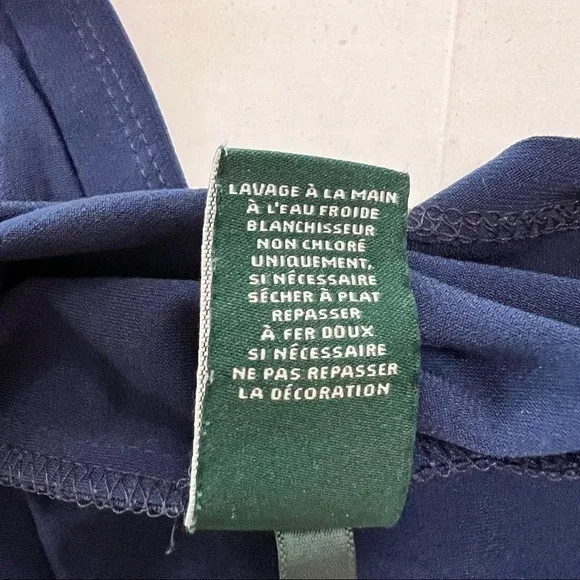 LAVAGE À LA MAIN
À L'EAU FROIDE
BLANCHISSEUR
NON CHLORÉ
UNIQUEMENT,
SI NÉCESSAIRE
SÉCHER À PLAT
REPASSER
À FER DOUX
SI NÉCESSAIRE
NE PAS REPASSER
LA DÉCORATION